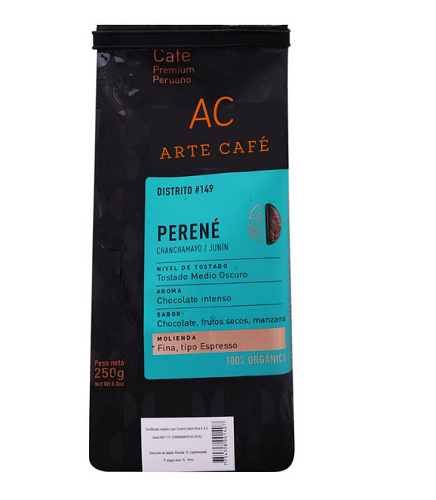 Café
Premium
Peruano
AC
ARTE CAFÉ
DISTRITO #149
PERENÉ
CHANCHAMAYO / JUNÍN
NIVEL DE TOSTADO
Tostado Medio Oscuro
AROMA
Chocolate intenso
SABOR
Chocolate, frutos secos, manzana
MOLIENDA
Fina, tipo Espresso
100% ORGÁNICO
Peso neto
250g
Net Wt 8.8oz